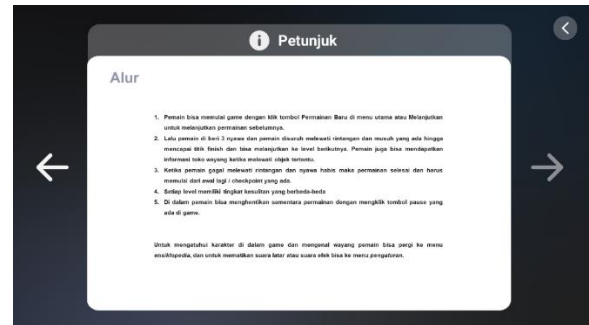 Petunjuk
Alur
1. Pemain bisa memulai game dengan klik tombol Permainan Baru di menu utama atau Melanjutkan
untuk melanjutkan permainan sebelumnya.
2. Lalu pemain di beri 3 nyawa dan pemain disuruh melewati rintangan dan musuh yang ada hingga
mencapai titik finish dan bisa melanjutkan ke level berikutnya. Pemain juga bisa mendapatkan
informasi toko wayang ketika melewati objek tertentu.
3. Ketika pemain gagal melewati rintangan dan nyawa habis maka permainan selesai dan harus
memulai dari awal lagi / checkpoint yang ada.
4. Setiap level memiliki tingkat kesulitan yang berbeda-beda
5. Di dalam pemain bisa menghentikan sementara permainan dengan mengklik tombol pause yang
ada di game.
Untuk mengatuhui karakter di dalam game dan mengenal wayang pemain bisa pergi ke menu
ensiklopedia, dan untuk mematikan suara latar atau suara efek bisa ke menu pengaturan.